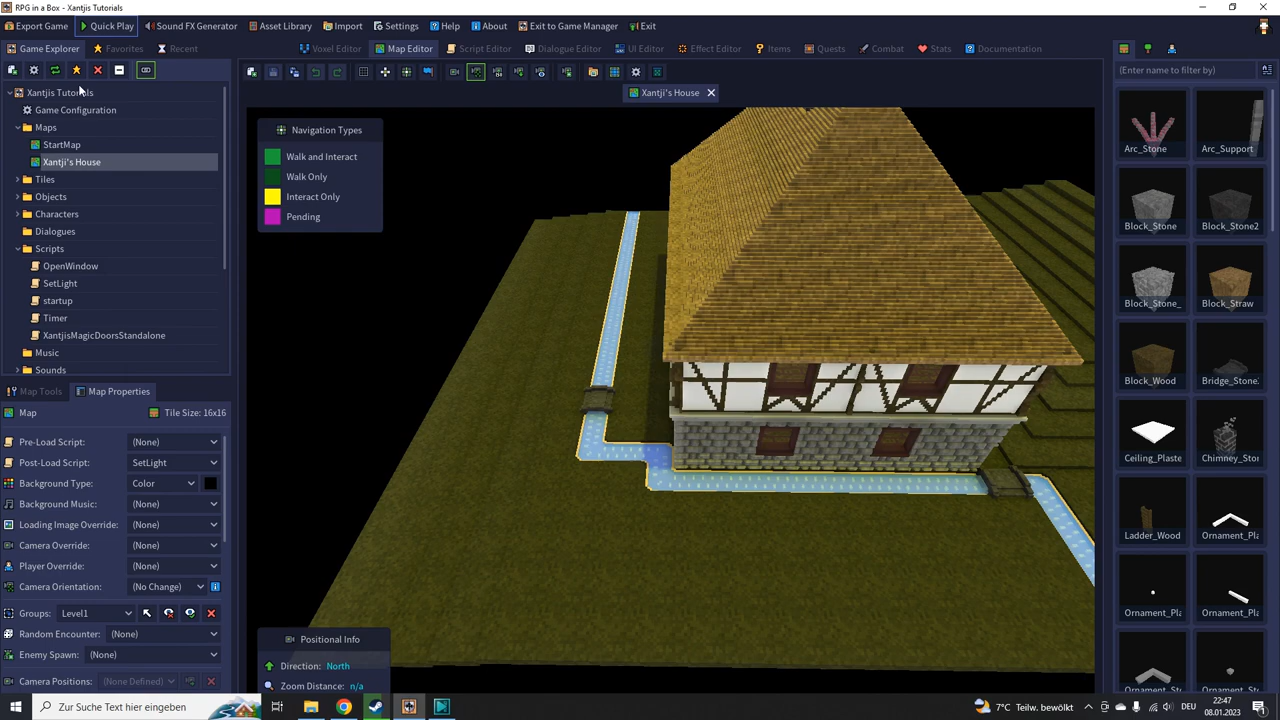 RPG in a Box - Xantjis Tutorials
Export Game Quick Play Sound FX Generator Asset Library Import Settings Help About Exit to Game Manager Exit
Game Explorer Favorites Recent Voxel Editor Map Editor Script Editor Dialogue Editor UI Editor Effect Editor Items Quests Combat Stats Documentation
(Enter name to filter by)
Xantjis Tutorials
Game Configuration
Maps
StartMap
Xantji's House
Tiles
Objects
Characters
Dialogues
Scripts
OpenWindow
SetLight
startup
Timer
XantjisMagicDoorsStandalone
Music
Sounds
Map Tools Map Properties
Map Tile Size: 16x16
Pre-Load Script: (None)
Post-Load Script: SetLight
Background Type: Color
Background Music: (None)
Loading Image Override: (None)
Camera Override: (None)
Player Override: (None)
Camera Orientation: (No Change)
Groups: Level1
Random Encounter: (None)
Enemy Spawn: (None)
Camera Positions: (None Defined)
Xantji's House
Navigation Types
Walk and Interact
Walk Only
Interact Only
Pending
Positional Info
Direction: North
Zoom Distance: n/a
Arc_Stone Arc_Support
Block_Stone Block_Stone2
Block_Stone_ Block_Straw
Block_Wood Bridge_Stone
Ceiling_Plaste Chimney_Stor
Ladder_Wood Ornament_Pla
Ornament_Pla Ornament_Pla
Ornament_Sto Ornament_Sto
Zur Suche Text hier eingeben
7°C Teilw. bewölkt DEU 22:47
08.01.2023